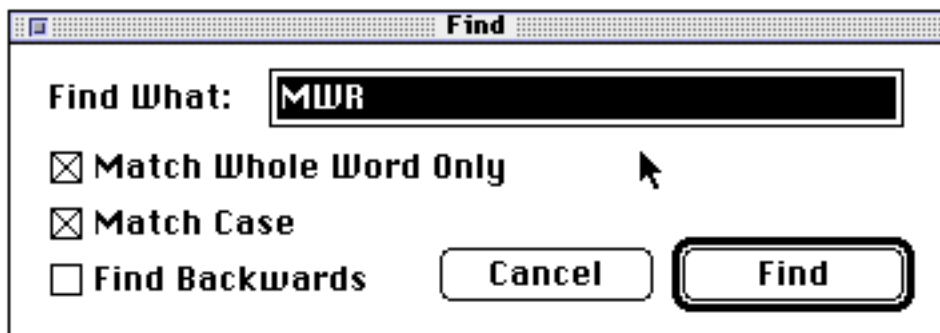 Find
Find What: MWR
Match Whole Word Only
Match Case
Find Backwards
Cancel
Find